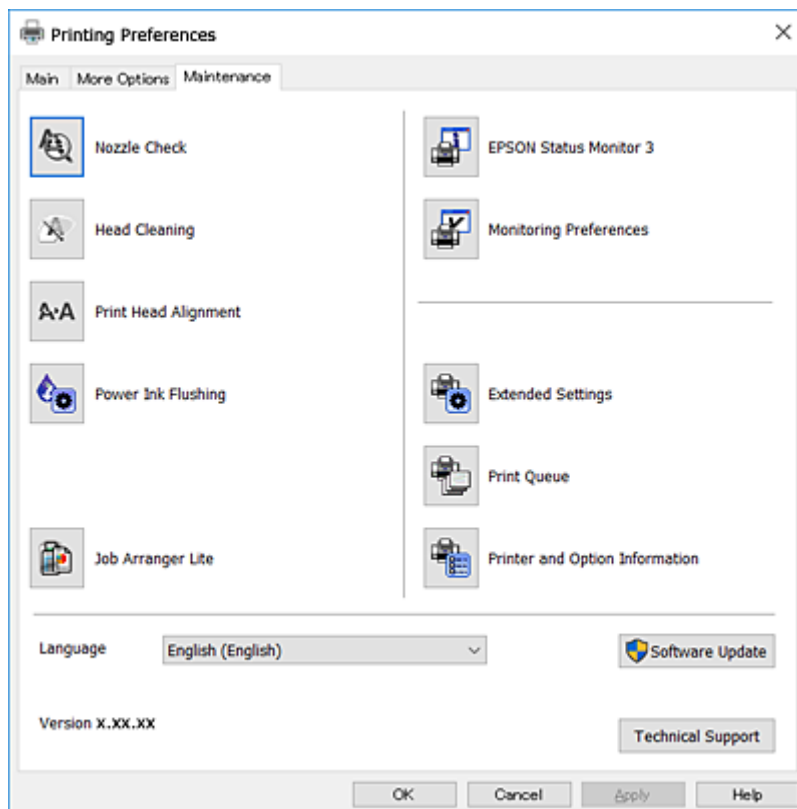 Printing Preferences
Main More Options Maintenance
Nozzle Check
Head Cleaning
A·A Print Head Alignment
Power Ink Flushing
Job Arranger Lite
EPSON Status Monitor 3
Monitoring Preferences
Extended Settings
Print Queue
Printer and Option Information
Language English (English) Software Update
Version X.XX.XX
Technical Support
OK Cancel Apply Help